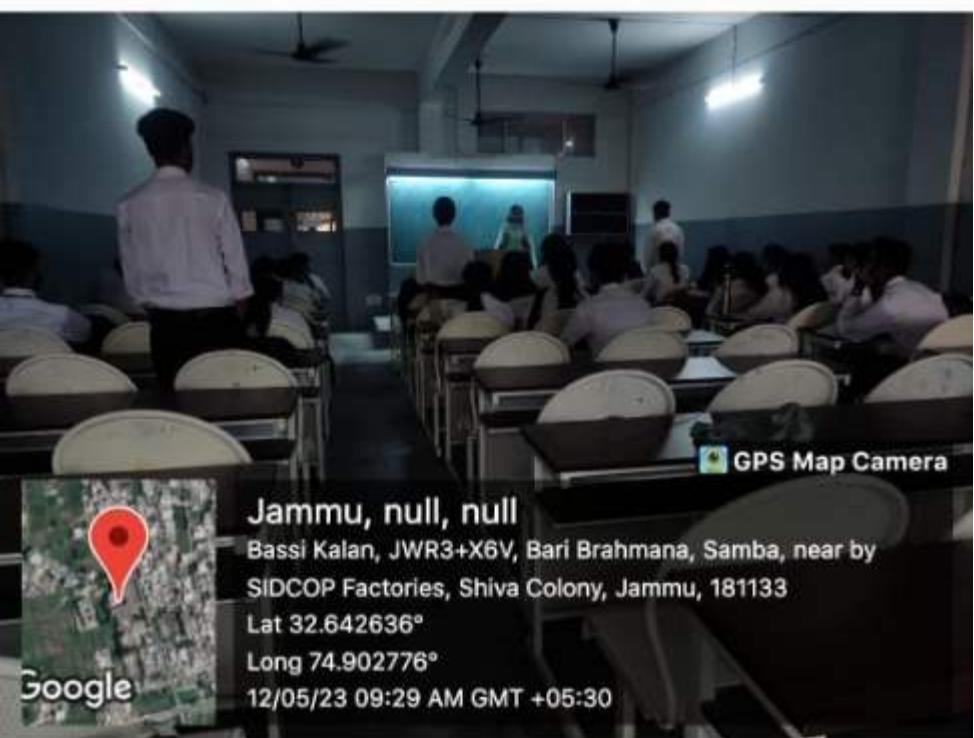 GPS Map Camera
Jammu, null, null
Bassi Kalan, JWR3+X6V, Bari Brahmana, Samba, near by
SIDCOP Factories, Shiva Colony, Jammu, 181133
Lat 32.642636°
Long 74.902776°
12/05/23 09:29 AM GMT +05:30
Google